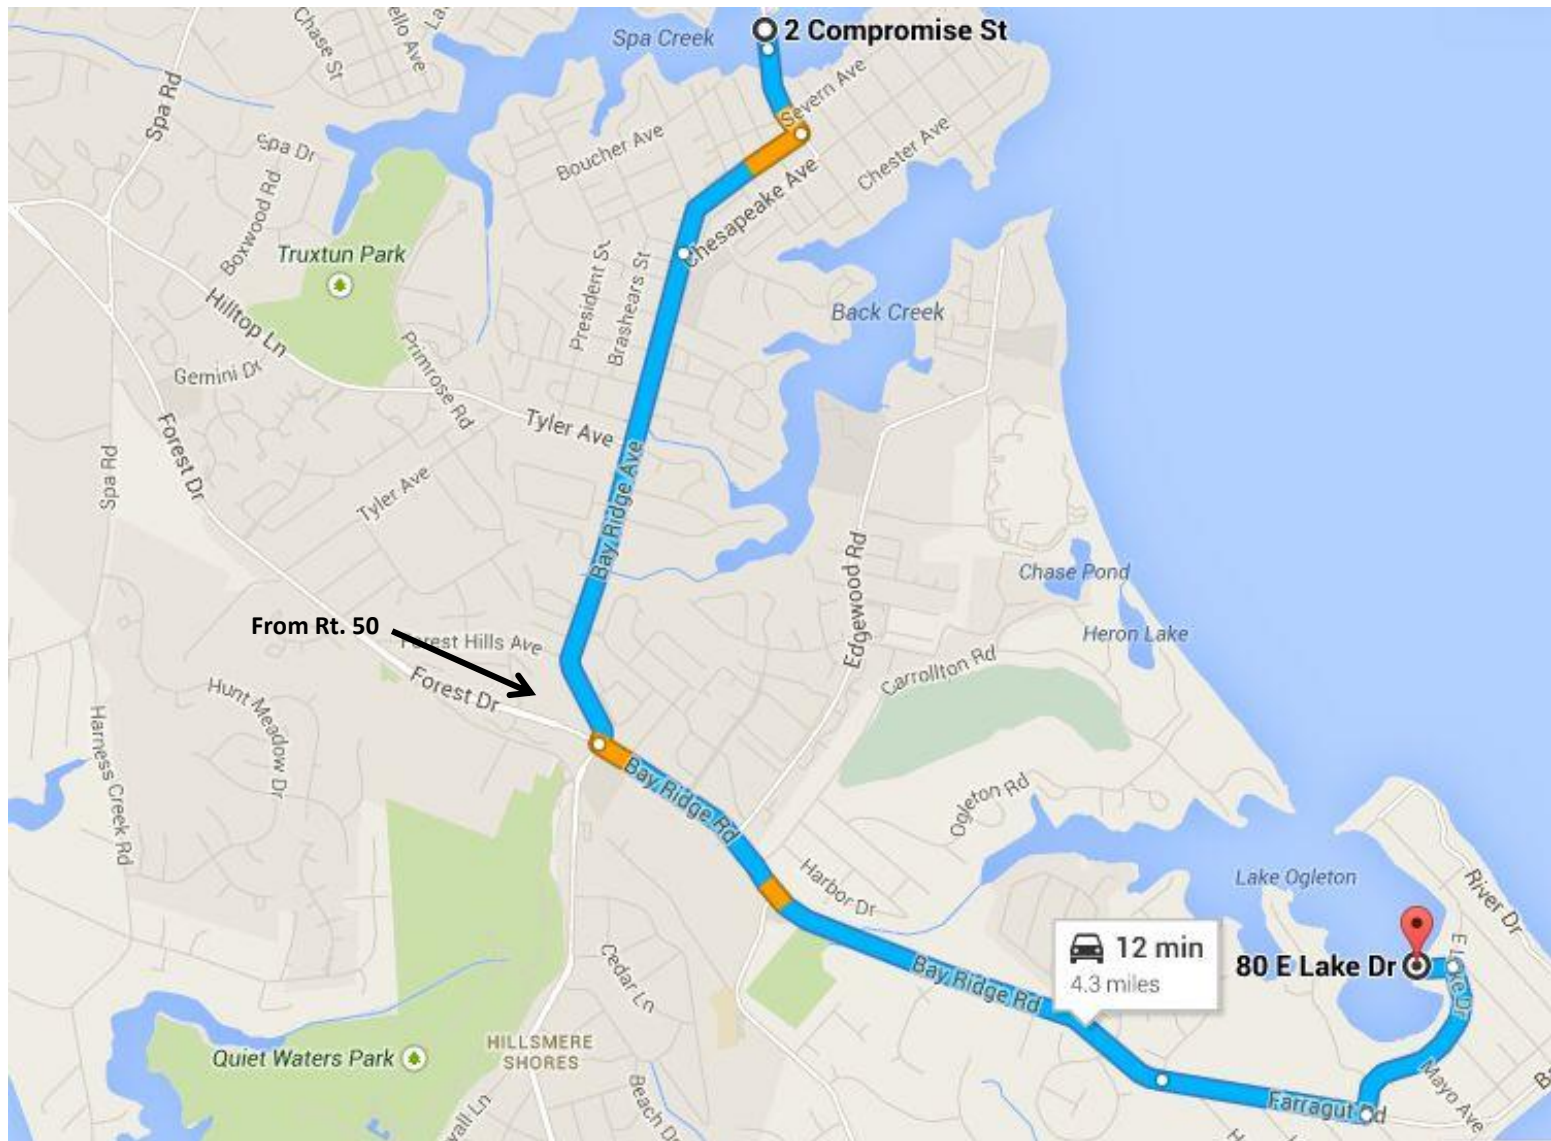 2 Compromise St
Spa Creek
Chase St
Spa Rd
Severn Ave
Boucher Ave
Chester Ave
Spa Dr
Boxwood Rd
Chesapeake Ave
Truxtun Park
President St
Brashears St
Back Creek
Hilltop Ln
Gemini Dr
Primrose Rd
Tyler Ave
Forest Dr
Spa Rd
Tyler Ave
Bay Ridge Ave
Edgewood Rd
Chase Pond
From Rt. 50
Forest Hills Ave
Heron Lake
Carrollton Rd
Forest Dr
Hunt Meadow Dr
Harness Creek Rd
Bay Ridge Rd
Ogleton Rd
Harbor Dr
Lake Ogleton
River Dr
12 min
4.3 miles
80 E Lake Dr
E Lake Dr
Cedar Ln
Bay Ridge Rd
HILLSMERE
SHORES
Quiet Waters Park
Mayo Ave
Farragut Rd
Beach Dr